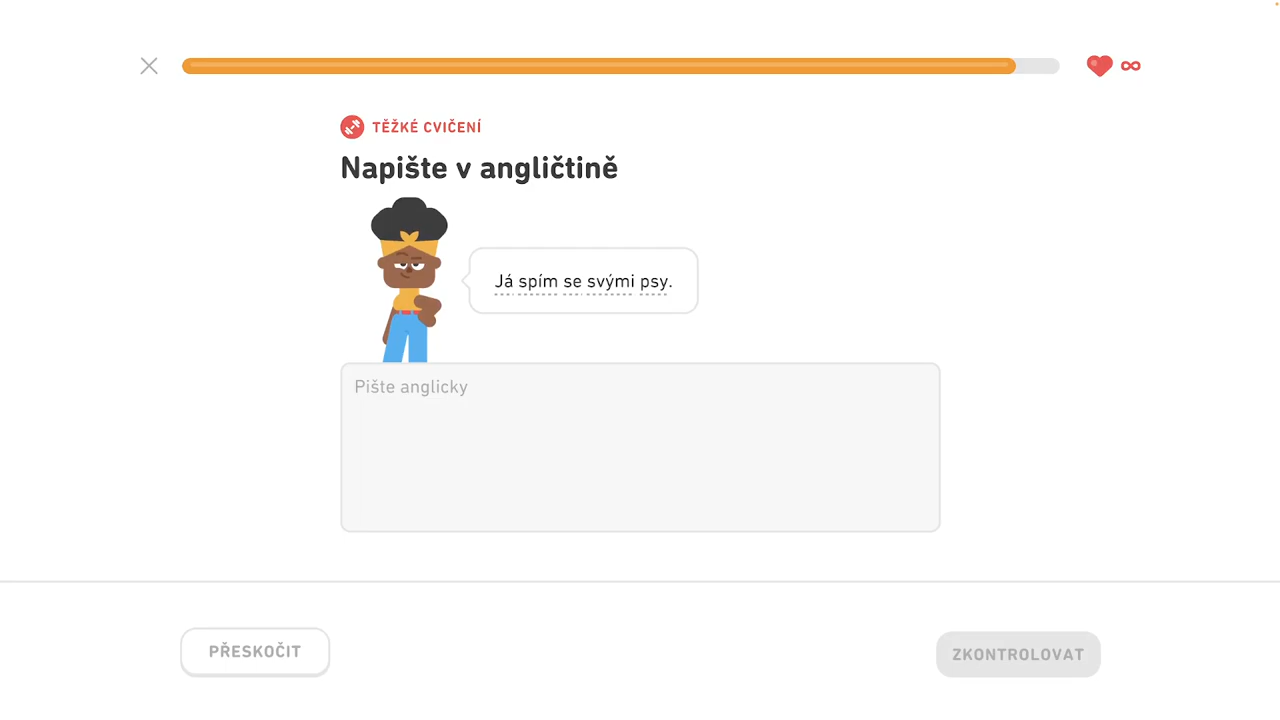 ∞
TĚŽKÉ CVIČENÍ
Napište v angličtině
Já spím se svými psy.
Pište anglicky
PŘESKOČIT
ZKONTROLOVAT